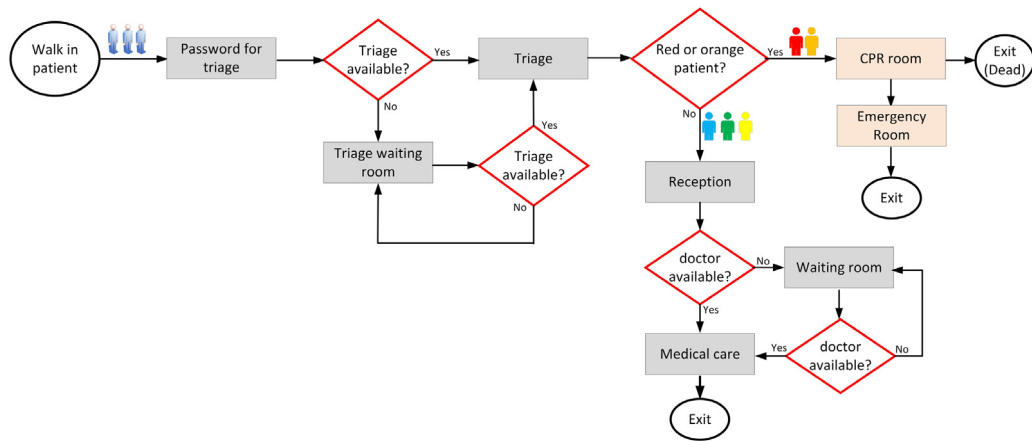 Walk in
patient
Password for
triage
Triage
available?
Yes
No
Triage waiting
room
Triage
available?
Yes
No
Triage
Red or orange
patient?
Yes
No
CPR room
Exit
(Dead)
Emergency
Room
Exit
Reception
doctor
available?
No
Yes
Waiting room
doctor
available?
Yes
No
Medical care
Exit